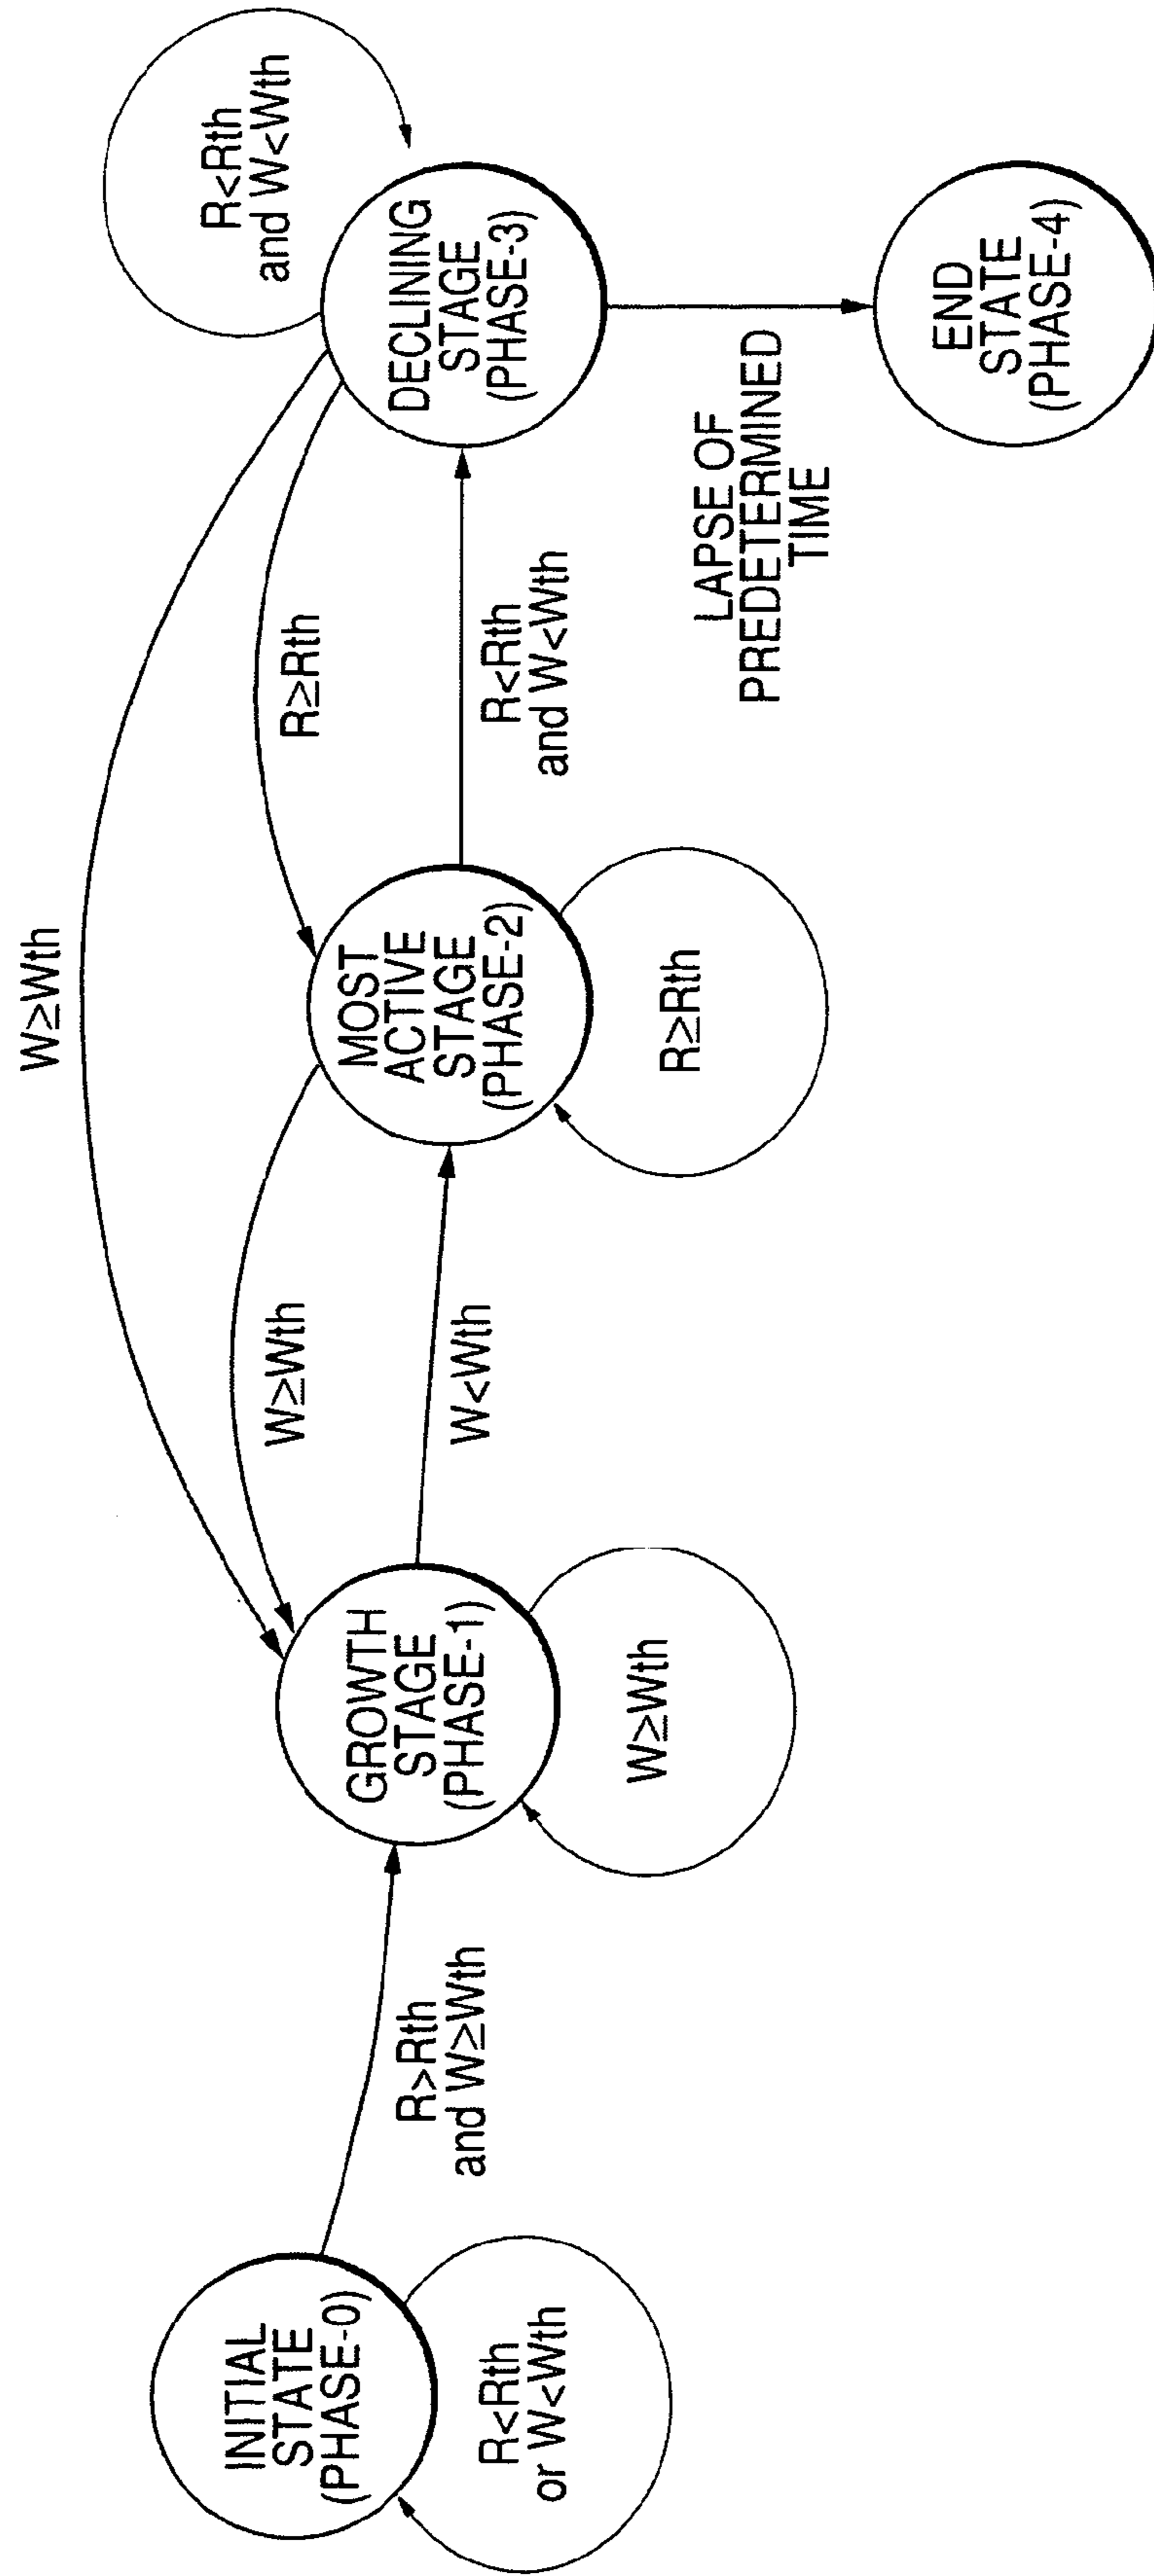 INITIAL
STATE
(PHASE-0)
R<Rth
or W<Wth
R>Rth
and W≥Wth
GROWTH
STAGE
(PHASE-1)
W≥Wth
W<Wth
W≥Wth
W≥Wth
MOST
ACTIVE
STAGE
(PHASE-2)
R≥Rth
R≥Rth
R<Rth
and W<Wth
DECLINING
STAGE
(PHASE-3)
R<Rth
and W<Wth
LAPSE OF
PREDETERMINED
TIME
END
STATE
(PHASE-4)